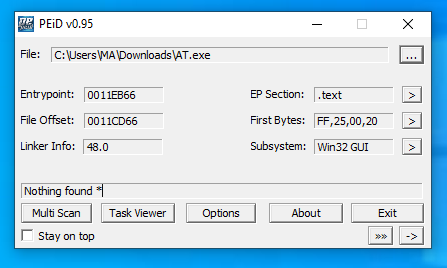 PEiD v0.95
File: C:\Users\MA\Downloads\AT.exe ...
Entrypoint: 0011EB66 EP Section: .text >
File Offset: 0011CD66 First Bytes: FF,25,00,20 >
Linker Info: 48.0 Subsystem: Win32 GUI >
Nothing found *
Multi Scan Task Viewer Options About Exit
Stay on top »» ->